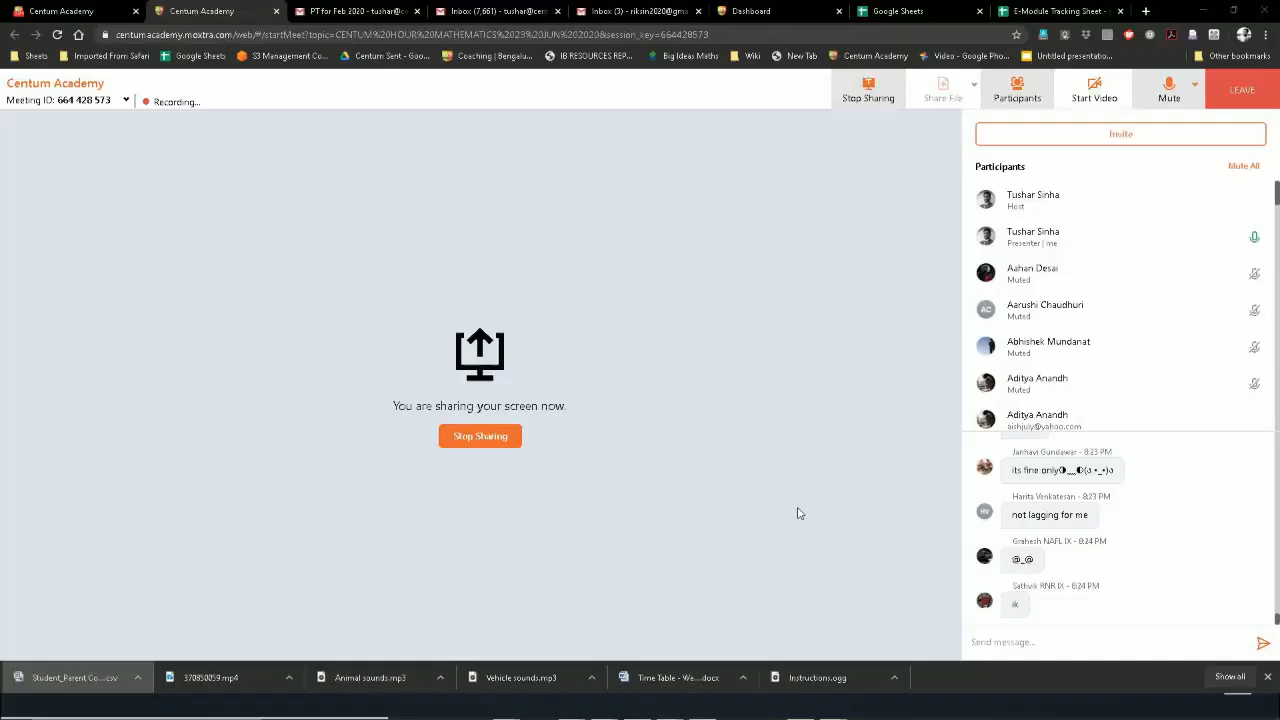 Centum Academy
Centum Academy
PT for Feb 2020 - tushar@ce
Inbox (7,661) - tushar@cen
Inbox (3) - riksin2020@gma
Dashboard
Google Sheets
E-Module Tracking Sheet -
centum.academy.moxtra.com/web/#/startMeet?topic=CENTUM%20HOUR%20MATHEMATICS%2023%20JUN%202020&session_key=664428573
Sheets
Imported From Safari
Google Sheets
S3 Management Co...
Centum Sent - Goo...
Coaching | Bengalu...
IB RESOURCES REP...
Big Ideas Maths
Wiki
New Tab
Centum Academy
Video - Google Pho...
Untitled presentatio...
Other bookmarks
Centum Academy
Meeting ID: 664 428 573
Recording...
Stop Sharing
Share File
Participants
Start Video
Mute
LEAVE
Invite
Participants
Mute All
Tushar Sinha
Host
Tushar Sinha
Presenter | me
Aahan Desai
Muted
AC
Aarushi Chaudhuri
Muted
Abhishek Mundanat
Muted
Aditya Anandh
Muted
Aditya Anandh
aishjuly@yahoo.com
You are sharing your screen now.
Stop Sharing
Janhavi Gundawar - 8:23 PM
its fine only
Harita Venkatesan - 8:23 PM
HV
not lagging for me
Grahesh NAFL IX - 8:24 PM
@_@
Sathvik RNR IX - 8:24 PM
ik
Send message...
Student_Parent Co....csv
370850059.mp4
Animal sounds.mp3
Vehicle sounds.mp3
Time Table - We....docx
Instructions.ogg
Show all